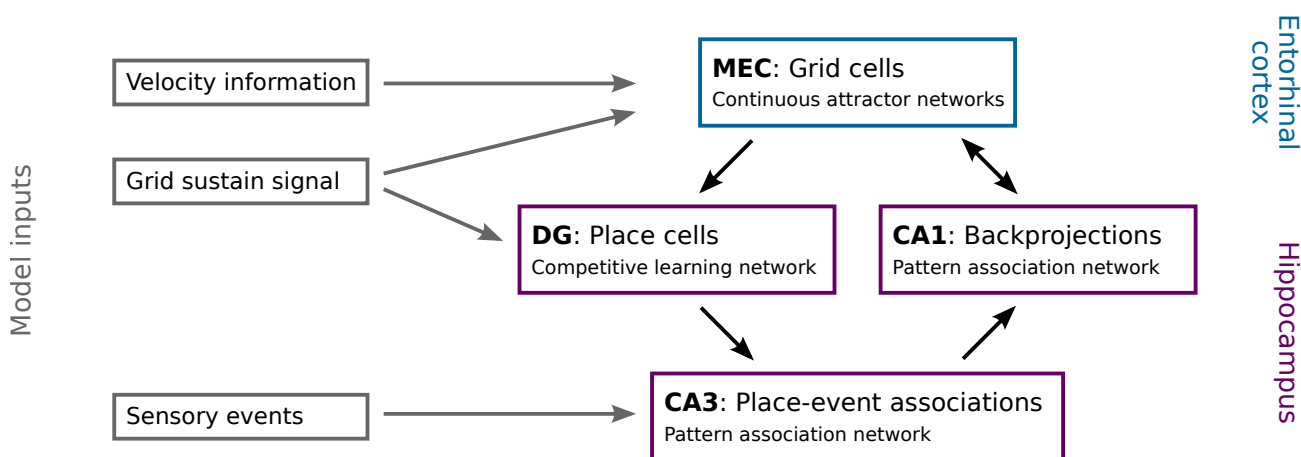 Model inputs
Velocity information
Grid sustain signal
Sensory events
MEC: Grid cells
Continuous attractor networks
DG: Place cells
Competitive learning network
CA1: Backprojections
Pattern association network
CA3: Place-event associations
Pattern association network
Entorhinal
cortex
Hippocampus